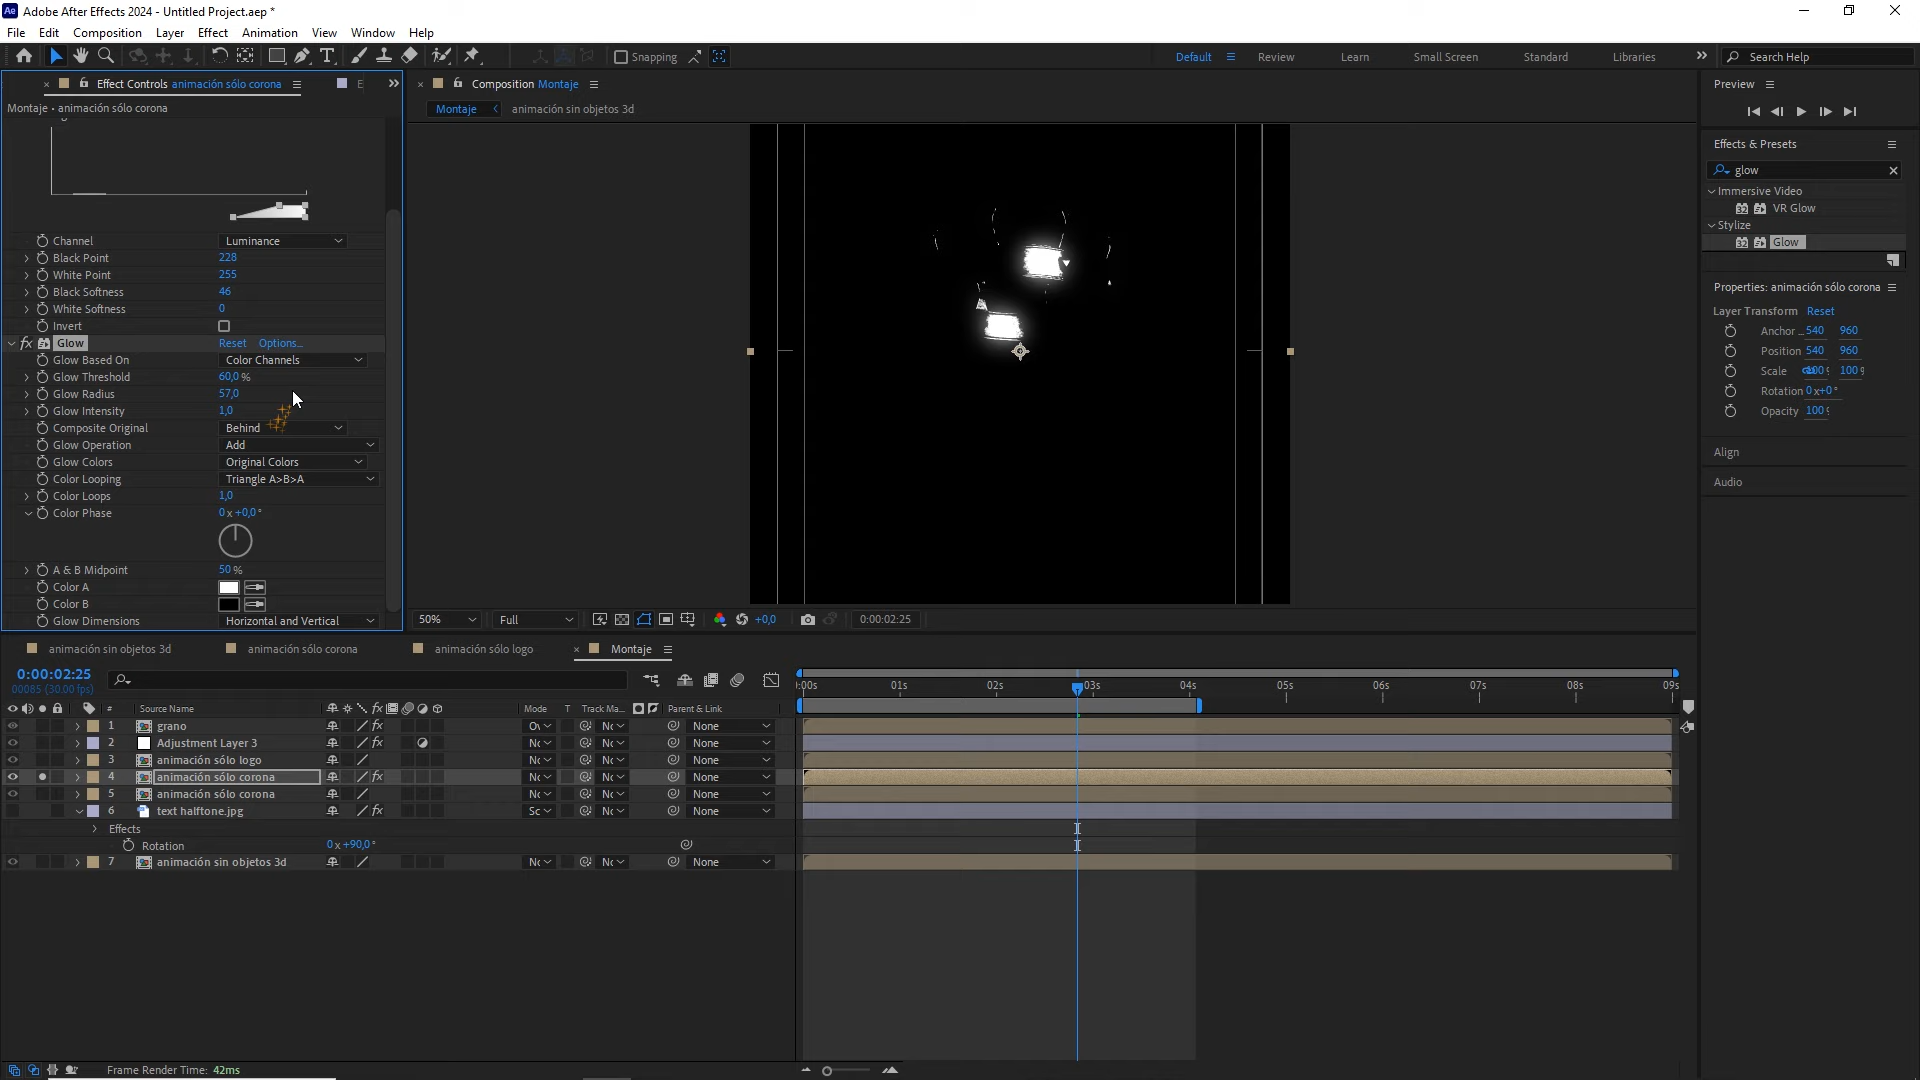 Adobe After Effects 2024 - Untitled Project.aep *
File Edit Composition Layer Effect Animation View Window Help
Snapping Default Review Learn Small Screen Standard Libraries Search Help
Effect Controls animación sólo corona
Montaje • animación sólo corona
Channel Luminance
Black Point 228
White Point 255
Black Softness 46
White Softness 0
Invert
fx Glow Reset Options...
Glow Based On Color Channels
Glow Threshold 60,0 %
Glow Radius 57,0
Glow Intensity 1,0
Composite Original Behind
Glow Operation Add
Glow Colors Original Colors
Color Looping Triangle A>B>A
Color Loops 1,0
Color Phase 0 x +0,0 °
A & B Midpoint 50 %
Color A
Color B
Glow Dimensions Horizontal and Vertical
Composition Montaje
Montaje animación sin objetos 3d
50% Full +0,0 0:00:02:25
Preview
Effects & Presets
glow
Immersive Video
32 VR Glow
Stylize
32 Glow
Properties: animación sólo corona
Layer Transform Reset
Anchor .. 540 960
Position 540 960
Scale 100 100
Rotation 0 x +0 °
Opacity 100
Align
Audio
animación sin objetos 3d animación sólo corona animación sólo logo Montaje
0:00:02:25
00085 (30.00 fps)
:00s 01s 02s 03s 04s 05s 06s 07s 08s 09s
# Source Name fx Mode T Track Ma... Parent & Link
1 grano fx None
2 Adjustment Layer 3 fx None
3 animación sólo logo None
4 animación sólo corona fx None
5 animación sólo corona None
6 text halftone.jpg fx None
Effects
Rotation 0 x +90,0 °
7 animación sin objetos 3d None
Frame Render Time: 42ms